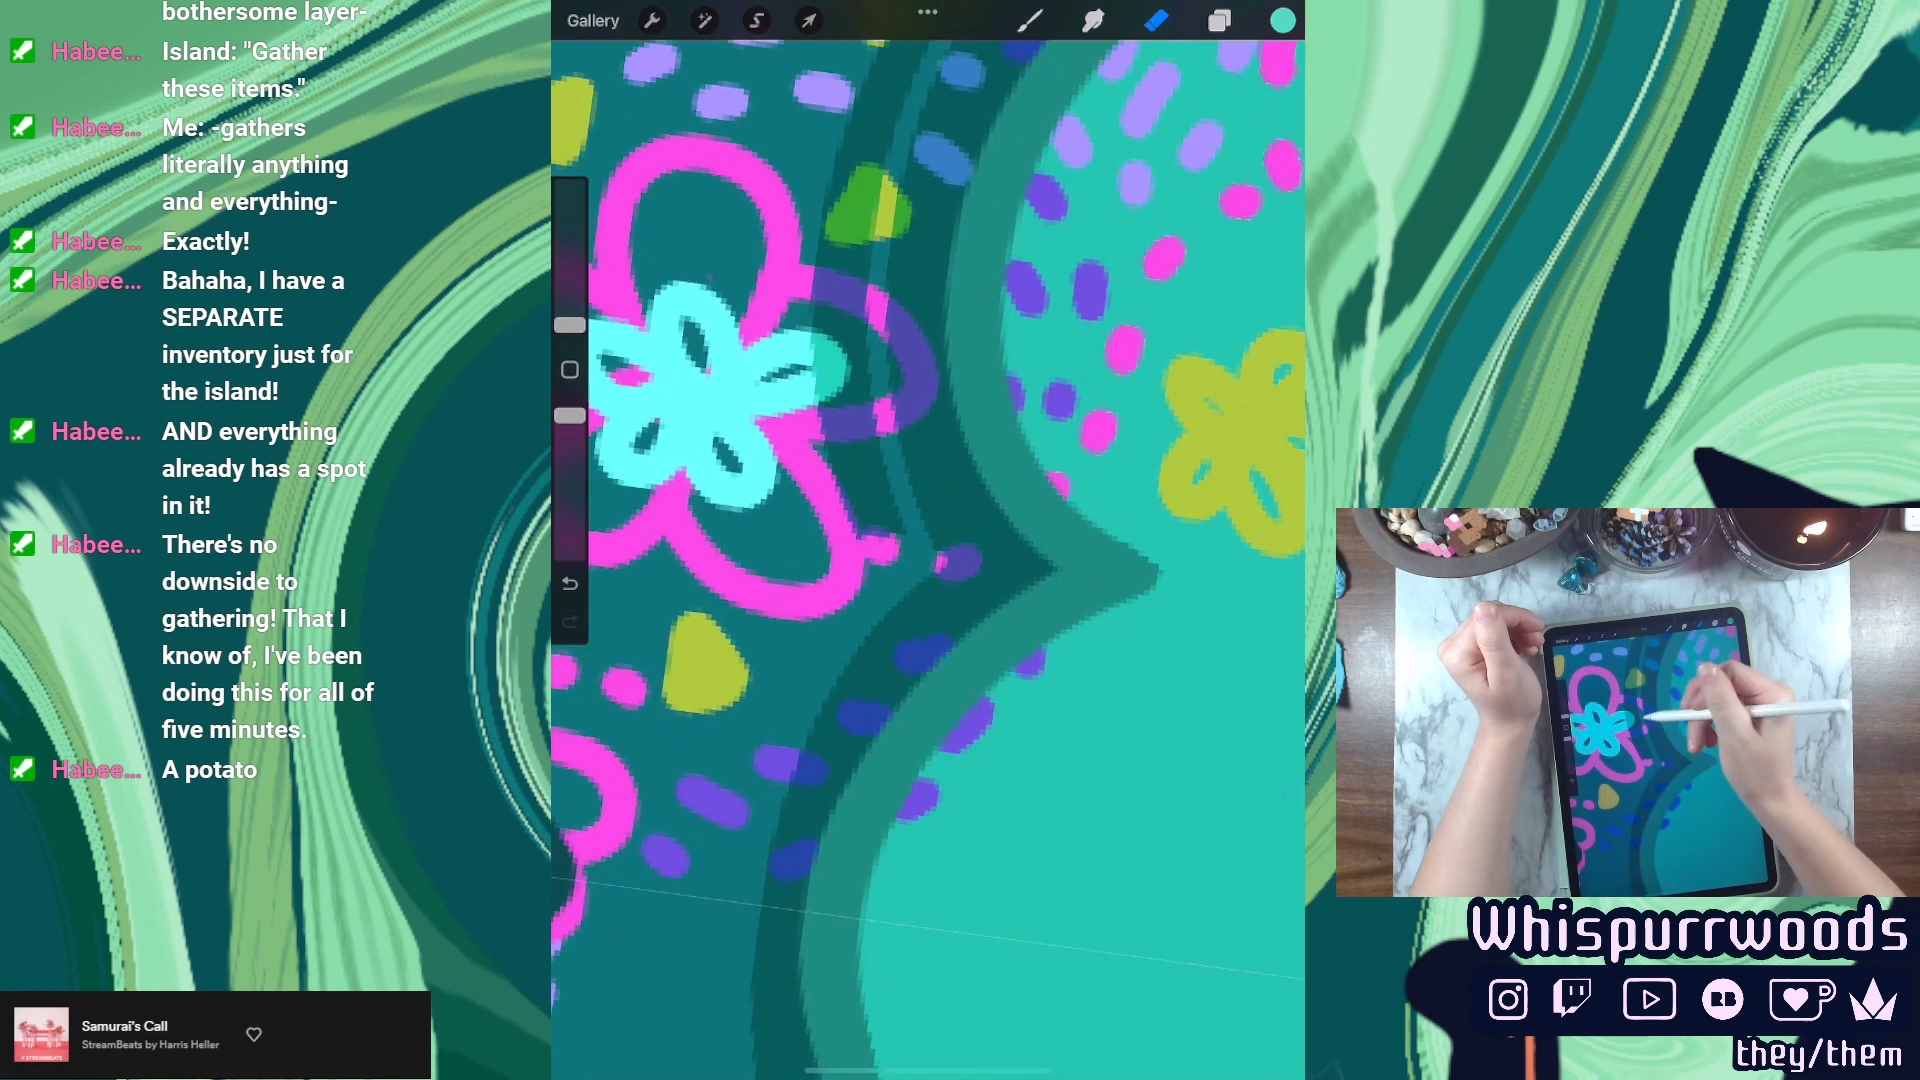 bothersome layer-
Habee... Island: "Gather
these items."
Habee... Me: -gathers
literally anything
and everything-
Habee... Exactly!
Habee... Bahaha, I have a
SEPARATE
inventory just for
the island!
Habee... AND everything
already has a spot
in it!
Habee... There's no
downside to
gathering! That I
know of, I've been
doing this for all of
five minutes.
Habee... A potato
Samurai's Call
StreamBeats by Harris Heller
Gallery
Whispurrwoods
they/them